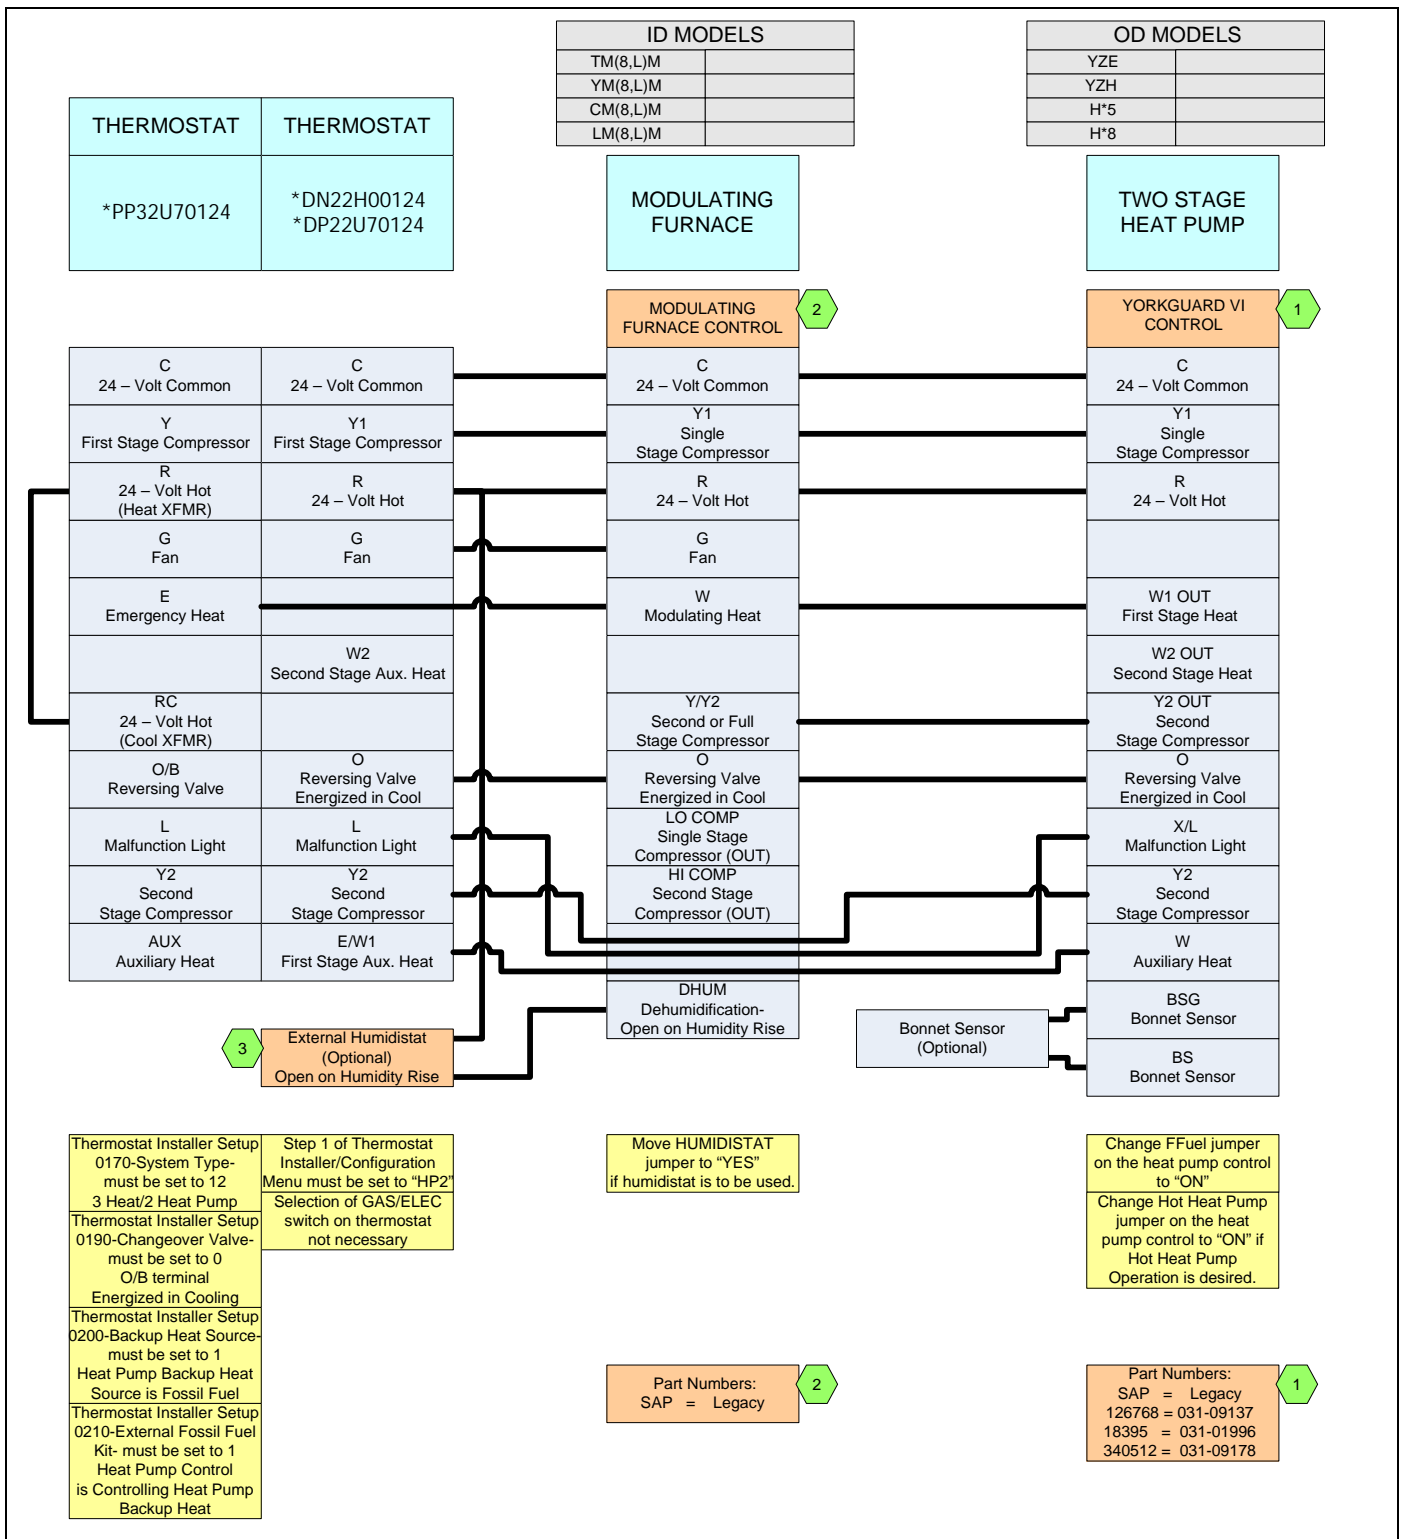 ID MODELS
TM(8,L)M
YM(8,L)M
CM(8,L)M
LM(8,L)M
OD MODELS
YZE
YZH
H*5
H*8
THERMOSTAT
THERMOSTAT
*PP32U70124
*DN22H00124
*DP22U70124
MODULATING
FURNACE
TWO STAGE
HEAT PUMP
MODULATING
FURNACE CONTROL
2
YORKGUARD VI
CONTROL
1
C
24 – Volt Common
C
24 – Volt Common
C
24 – Volt Common
C
24 – Volt Common
Y
First Stage Compressor
Y1
First Stage Compressor
Y1
Single
Stage Compressor
Y1
Single
Stage Compressor
R
24 – Volt Hot
(Heat XFMR)
R
24 – Volt Hot
R
24 – Volt Hot
R
24 – Volt Hot
G
Fan
G
Fan
G
Fan
E
Emergency Heat
W
Modulating Heat
W1 OUT
First Stage Heat
W2
Second Stage Aux. Heat
W2 OUT
Second Stage Heat
RC
24 – Volt Hot
(Cool XFMR)
Y/Y2
Second or Full
Stage Compressor
Y2 OUT
Second
Stage Compressor
O/B
Reversing Valve
O
Reversing Valve
Energized in Cool
O
Reversing Valve
Energized in Cool
O
Reversing Valve
Energized in Cool
L
Malfunction Light
L
Malfunction Light
LO COMP
Single Stage
Compressor (OUT)
X/L
Malfunction Light
Y2
Second
Stage Compressor
Y2
Second
Stage Compressor
HI COMP
Second Stage
Compressor (OUT)
Y2
Second
Stage Compressor
AUX
Auxiliary Heat
E/W1
First Stage Aux. Heat
W
Auxiliary Heat
DHUM
Dehumidification-
Open on Humidity Rise
BSG
Bonnet Sensor
3
External Humidistat
(Optional)
Open on Humidity Rise
Bonnet Sensor
(Optional)
BS
Bonnet Sensor
Thermostat Installer Setup
0170-System Type-
must be set to 12
3 Heat/2 Heat Pump
Thermostat Installer Setup
0190-Changeover Valve-
must be set to 0
O/B terminal
Energized in Cooling
Thermostat Installer Setup
0200-Backup Heat Source-
must be set to 1
Heat Pump Backup Heat
Source is Fossil Fuel
Thermostat Installer Setup
0210-External Fossil Fuel
Kit- must be set to 1
Heat Pump Control
is Controlling Heat Pump
Backup Heat
Step 1 of Thermostat
Installer/Configuration
Menu must be set to “HP2”
Selection of GAS/ELEC
switch on thermostat
not necessary
Move HUMIDISTAT
jumper to “YES”
if humidistat is to be used.
Change FFuel jumper
on the heat pump control
to “ON”
Change Hot Heat Pump
jumper on the heat
pump control to “ON” if
Hot Heat Pump
Operation is desired.
Part Numbers:
SAP = Legacy
2
Part Numbers:
SAP = Legacy
126768 = 031-09137
18395 = 031-01996
340512 = 031-09178
1